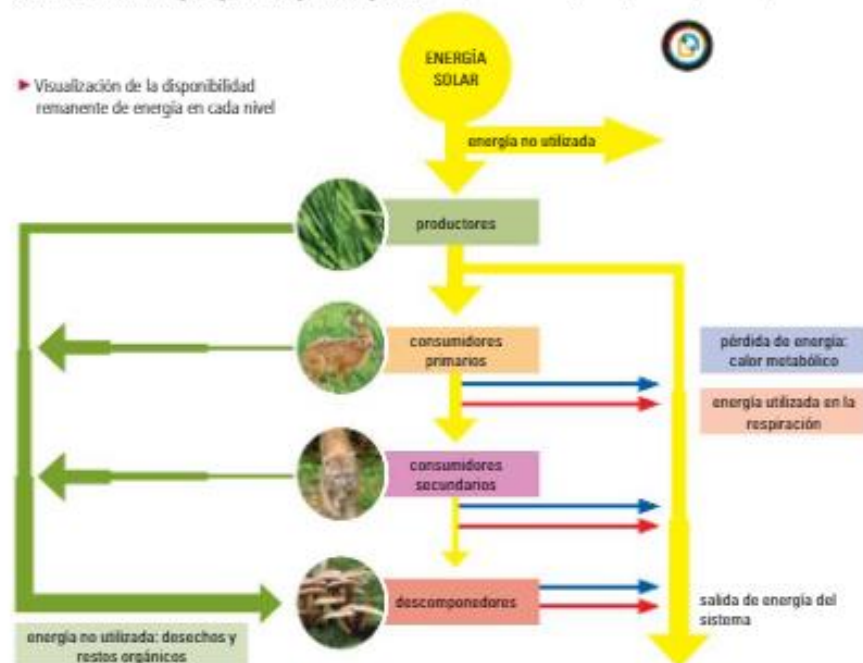 ENERGÍA
SOLAR
► Visualización de la disponibilidad
remanente de energía en cada nivel
energía no utilizada
productores
consumidores
primarios
pérdida de energía:
calor metabólico
energía utilizada en la
respiración
consumidores
secundarios
descomponedores
salida de energía del
sistema
energía no utilizada: desechos y
restos orgánicos